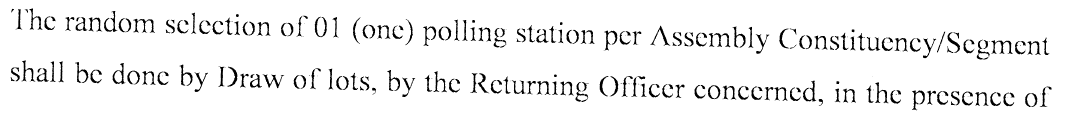 The random selection of 01 (one) polling station per Assembly Constituency/Segment
shall be done by Draw of lots, by the Returning Officer concerned, in the presence of